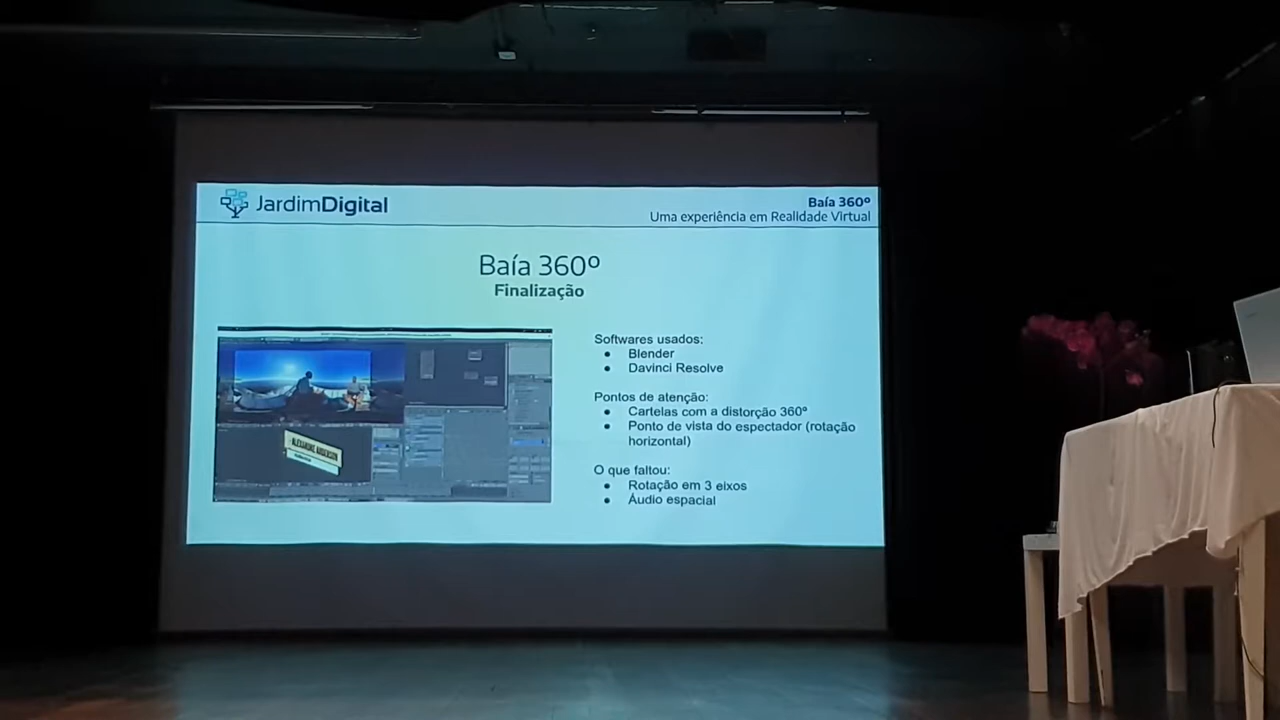 JardimDigital
Baía 360º
Uma experiência em Realidade Virtual
Baía 360º
Finalização
Softwares usados:
● Blender
● Davinci Resolve
Pontos de atenção:
● Cartelas com a distorção 360º
● Ponto de vista do espectador (rotação
horizontal)
O que faltou:
● Rotação em 3 eixos
● Áudio espacial
ALEXANDRE ANDERSON